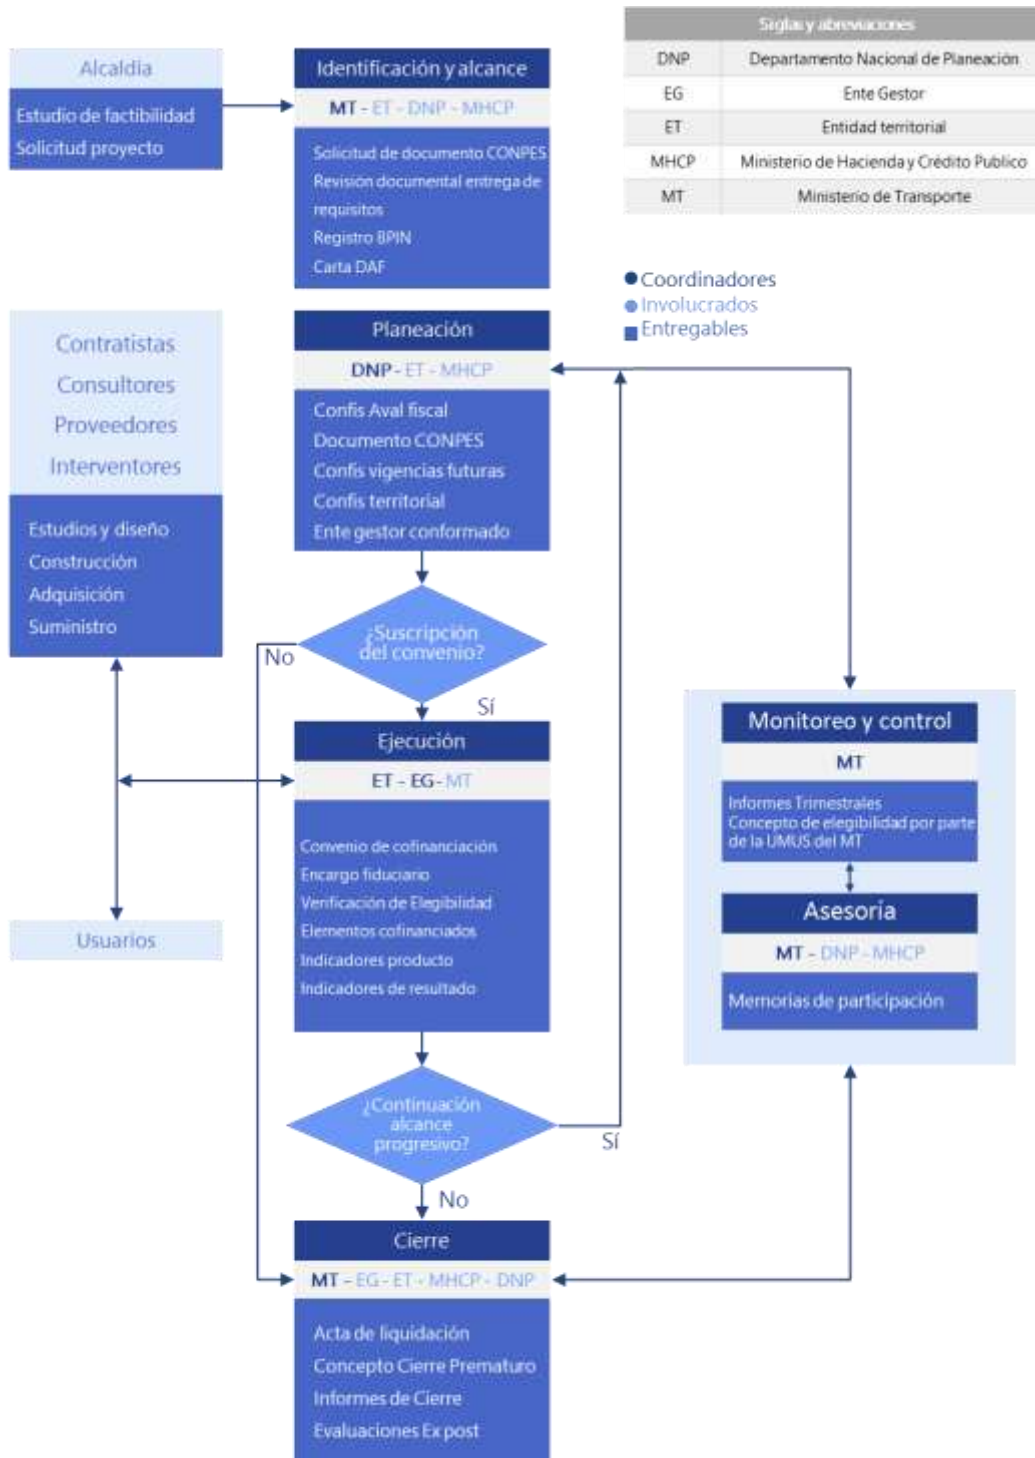 Siglas y abreviaciones
DNP Departamento Nacional de Planeación
EG Ente Gestor
ET Entidad territorial
MHCP Ministerio de Hacienda y Crédito Publico
MT Ministerio de Transporte
Alcaldía
Estudio de factibilidad
Solicitud proyecto
Identificación y alcance
MT - ET - DNP - MHCP
Solicitud de documento CONPES
Revisión documental entrega de
requisitos
Registro BPIN
Carta DAF
Coordinadores
Involucrados
Entregables
Contratistas
Consultores
Proveedores
Interventores
Estudios y diseño
Construcción
Adquisición
Suministro
Planeación
DNP - ET - MHCP
Confis Aval fiscal
Documento CONPES
Confis vigencias futuras
Confis territorial
Ente gestor conformado
¿Suscripción
del convenio?
No
Sí
Ejecución
ET - EG- MT
Convenio de cofinanciación
Encargo fiduciario
Verificación de Elegibilidad
Elementos cofinanciados
Indicadores producto
Indicadores de resultado
Usuarios
Monitoreo y control
MT
Informes Trimestrales
Concepto de elegibilidad por parte
de la UMUS del MT
Asesoría
MT - DNP - MHCP
Memorias de participación
¿Continuación
alcance
progresivo?
Sí
No
Cierre
MT - EG - ET - MHCP - DNP
Acta de liquidación
Concepto Cierre Prematuro
Informes de Cierre
Evaluaciones Ex post